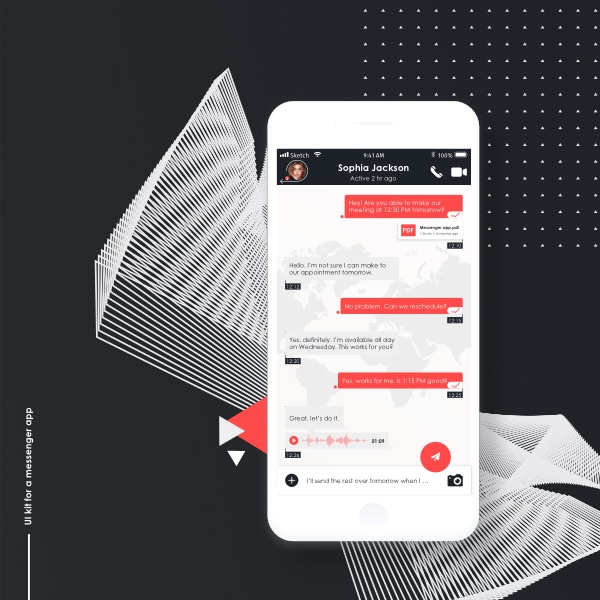 Sketch
9:41 AM
100%
Sophia Jackson
Active 2 hr ago
Hey! Are you able to make our
meeting at 12:30 PM tomorrow?
PDF
Messenger app.pdf
12:10
Hello. I'm not sure I can make to
our appointment tomorrow.
12:12
No problem. Can we reschedule?
12:15
Yes, definitely. I'm available all day
on Wednesday. This works for you?
12:20
Yes, works for me. Is 1:15 PM good?
12:25
Great, let's do it.
01:09
12:26
I'll send the rest over tomorrow when I ...
UI kit for a messenger app